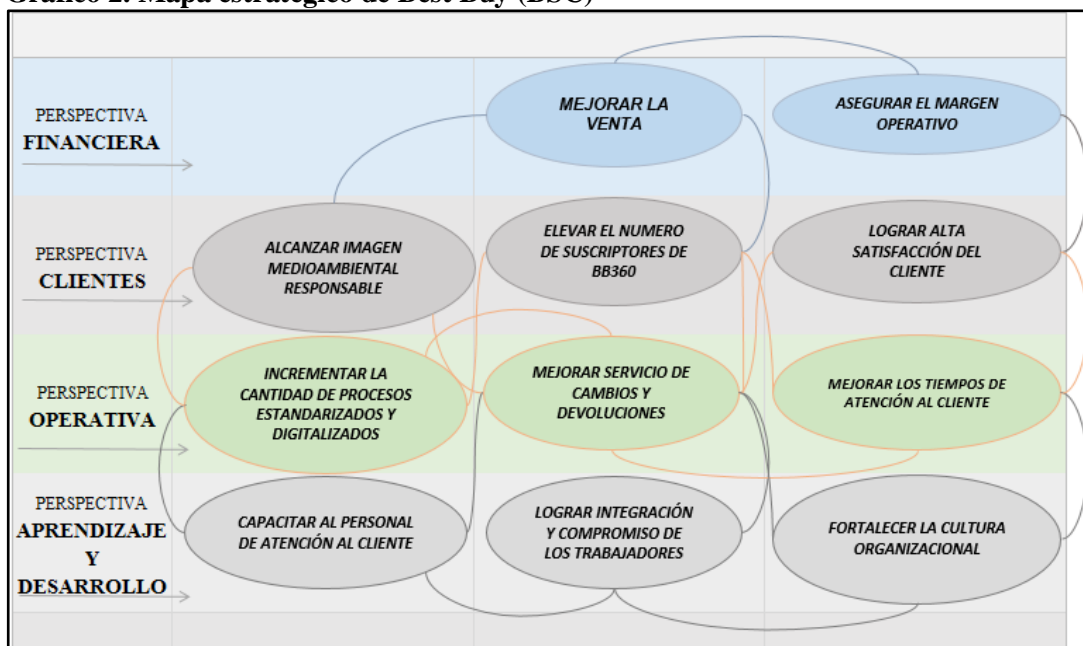 Gráfico 2. Mapa estratégico de Best Buy (BSC)
PERSPECTIVA
FINANCIERA
MEJORAR LA
VENTA
ASEGURAR EL MARGEN
OPERATIVO
PERSPECTIVA
CLIENTES
ALCANZAR IMAGEN
MEDIOAMBIENTAL
RESPONSABLE
ELEVAR EL NUMERO
DE SUSCRIPTORES DE
BB360
LOGRAR ALTA
SATISFACCIÓN DEL
CLIENTE
PERSPECTIVA
OPERATIVA
INCREMENTAR LA
CANTIDAD DE PROCESOS
ESTANDARIZADOS Y
DIGITALIZADOS
MEJORAR SERVICIO DE
CAMBIOS Y
DEVOLUCIONES
MEJORAR LOS TIEMPOS DE
ATENCIÓN AL CLIENTE
PERSPECTIVA
APRENDIZAJE
Y
DESARROLLO
CAPACITAR AL PERSONAL
DE ATENCIÓN AL CLIENTE
LOGRAR INTEGRACIÓN
Y COMPROMISO DE
LOS TRABAJADORES
FORTALECER LA CULTURA
ORGANIZACIONAL